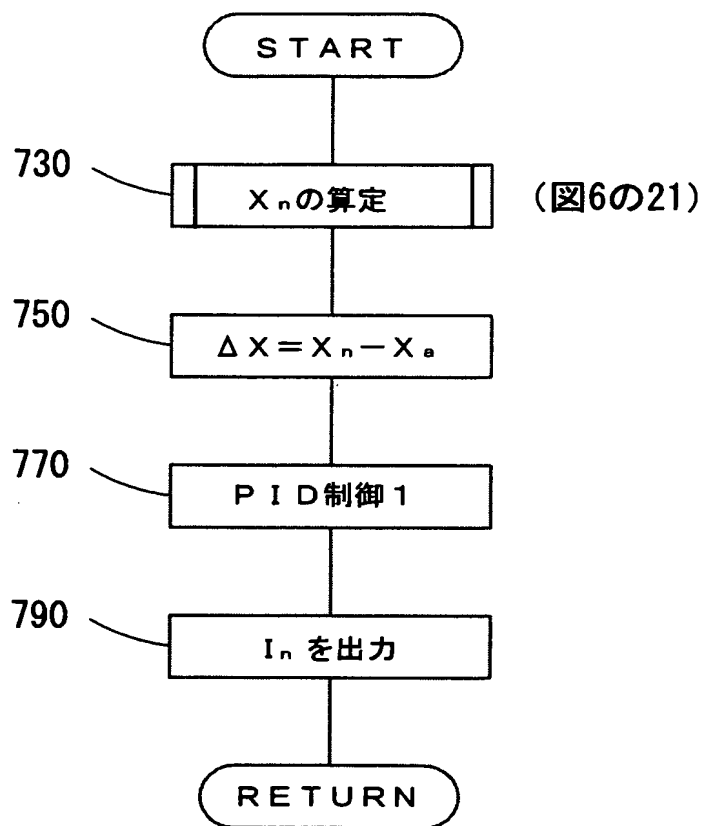 START
730
Xnの算定
(図6の21)
750
ΔX=Xn-Xa
770
PID制御1
790
Inを出力
RETURN